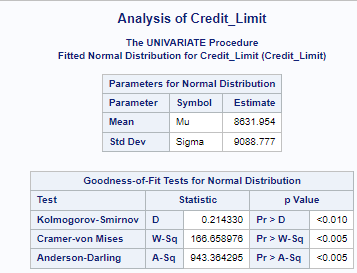 Analysis of Credit_Limit
The UNIVARIATE Procedure
Fitted Normal Distribution for Credit_Limit (Credit_Limit)
Parameters for Normal Distribution
Parameter Symbol Estimate
Mean Mu 8631.954
Std Dev Sigma 9088.777
Goodness-of-Fit Tests for Normal Distribution
Test Statistic p Value
Kolmogorov-Smirnov D 0.214330 Pr > D <0.010
Cramer-von Mises W-Sq 166.658976 Pr > W-Sq <0.005
Anderson-Darling A-Sq 943.364295 Pr > A-Sq <0.005